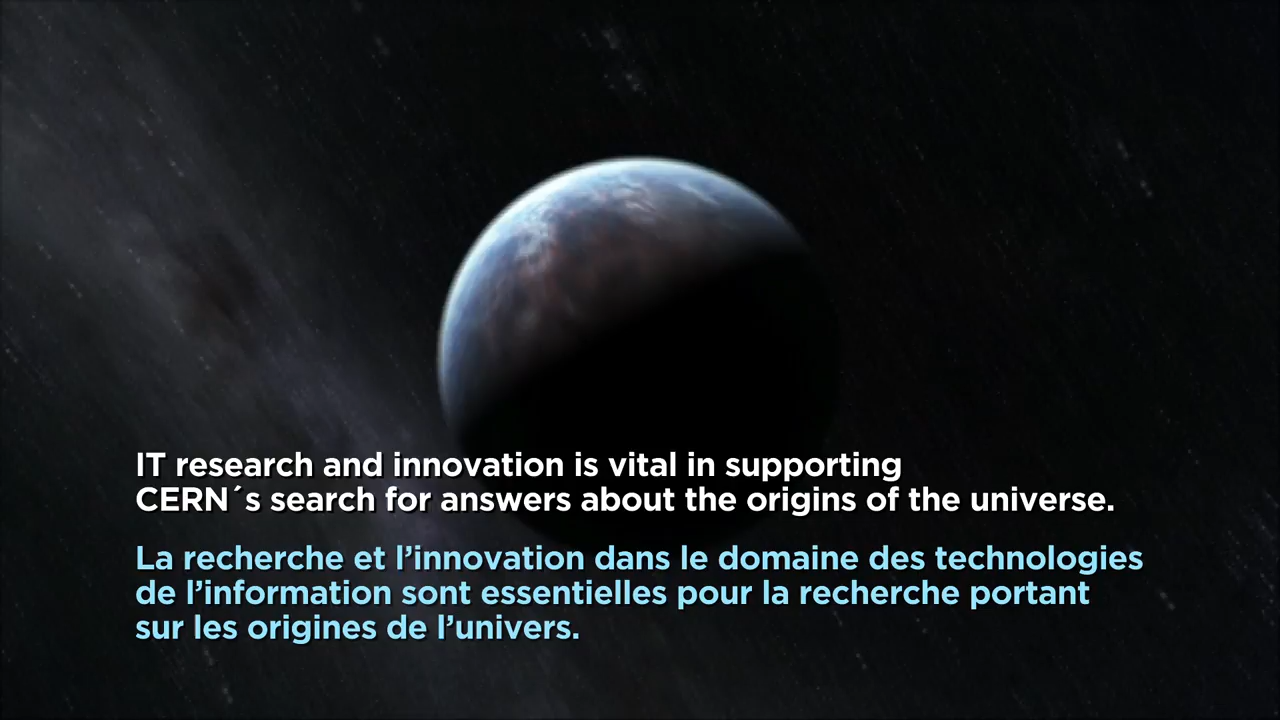 IT research and innovation is vital in supporting
CERN´s search for answers about the origins of the universe.
La recherche et l’innovation dans le domaine des technologies
de l’information sont essentielles pour la recherche portant
sur les origines de l’univers.